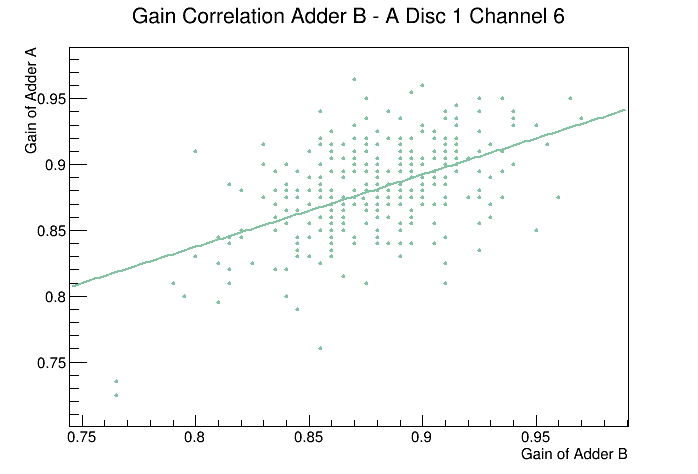 Gain Correlation Adder B - A Disc 1 Channel 6
Gain of Adder A
0.95
0.9
0.85
0.8
0.75
0.75 0.8 0.85 0.9 0.95
Gain of Adder B